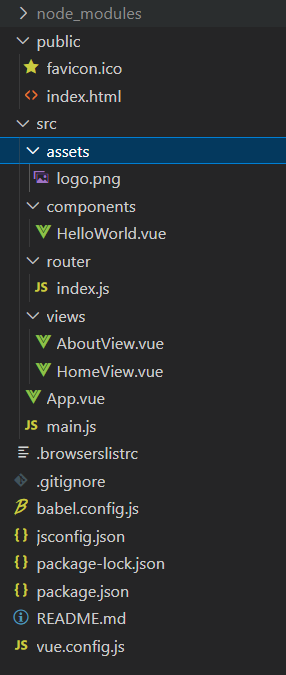 node_modules
public
favicon.ico
index.html
src
assets
logo.png
components
HelloWorld.vue
router
JS index.js
views
AboutView.vue
HomeView.vue
App.vue
JS main.js
.browserslistrc
.gitignore
babel.config.js
{} jsconfig.json
{} package-lock.json
{} package.json
README.md
vue.config.js